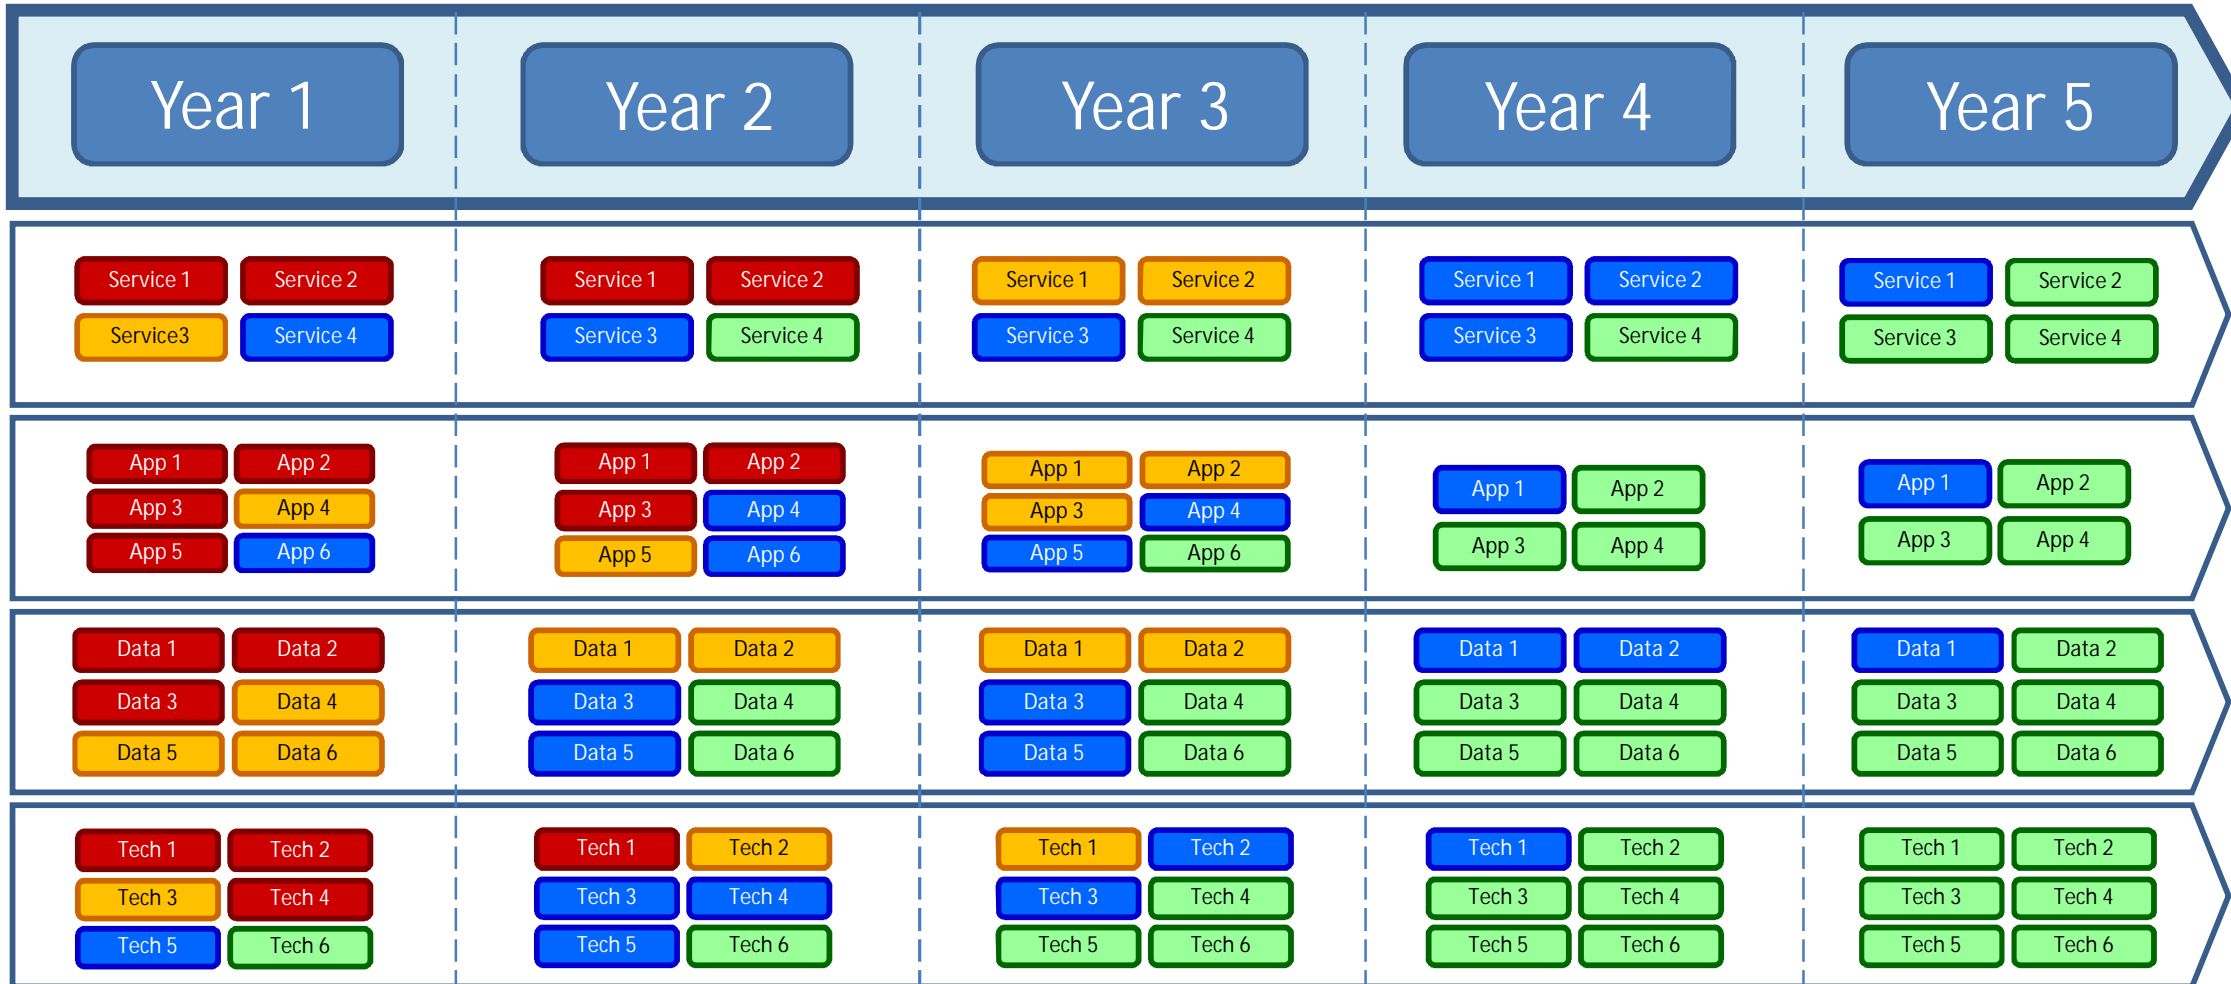 Year 1 Year 2 Year 3 Year 4 Year 5
Service 1 Service 2 Service 1 Service 2 Service 1 Service 2 Service 1 Service 2 Service 1 Service 2
Service3 Service 4 Service 3 Service 4 Service 3 Service 4 Service 3 Service 4 Service 3 Service 4
App 1 App 2 App 1 App 2 App 1 App 2 App 1 App 2 App 1 App 2
App 3 App 4 App 3 App 4 App 3 App 4 App 3 App 4 App 3 App 4
App 5 App 6 App 5 App 6 App 5 App 6
Data 1 Data 2 Data 1 Data 2 Data 1 Data 2 Data 1 Data 2 Data 1 Data 2
Data 3 Data 4 Data 3 Data 4 Data 3 Data 4 Data 3 Data 4 Data 3 Data 4
Data 5 Data 6 Data 5 Data 6 Data 5 Data 6 Data 5 Data 6 Data 5 Data 6
Tech 1 Tech 2 Tech 1 Tech 2 Tech 1 Tech 2 Tech 1 Tech 2 Tech 1 Tech 2
Tech 3 Tech 4 Tech 3 Tech 4 Tech 3 Tech 4 Tech 3 Tech 4 Tech 3 Tech 4
Tech 5 Tech 6 Tech 5 Tech 6 Tech 5 Tech 6 Tech 5 Tech 6 Tech 5 Tech 6